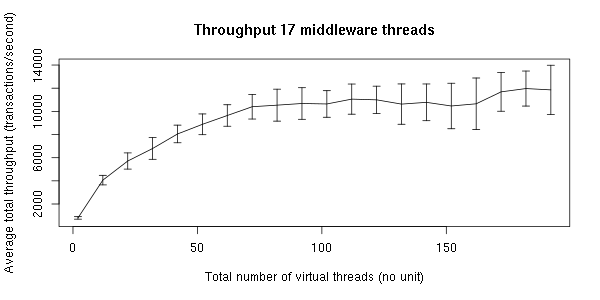 Throughput 17 middleware threads
Average total throughput (transactions/second)
14000
10000
6000
2000
0
50
100
150
Total number of virtual threads (no unit)